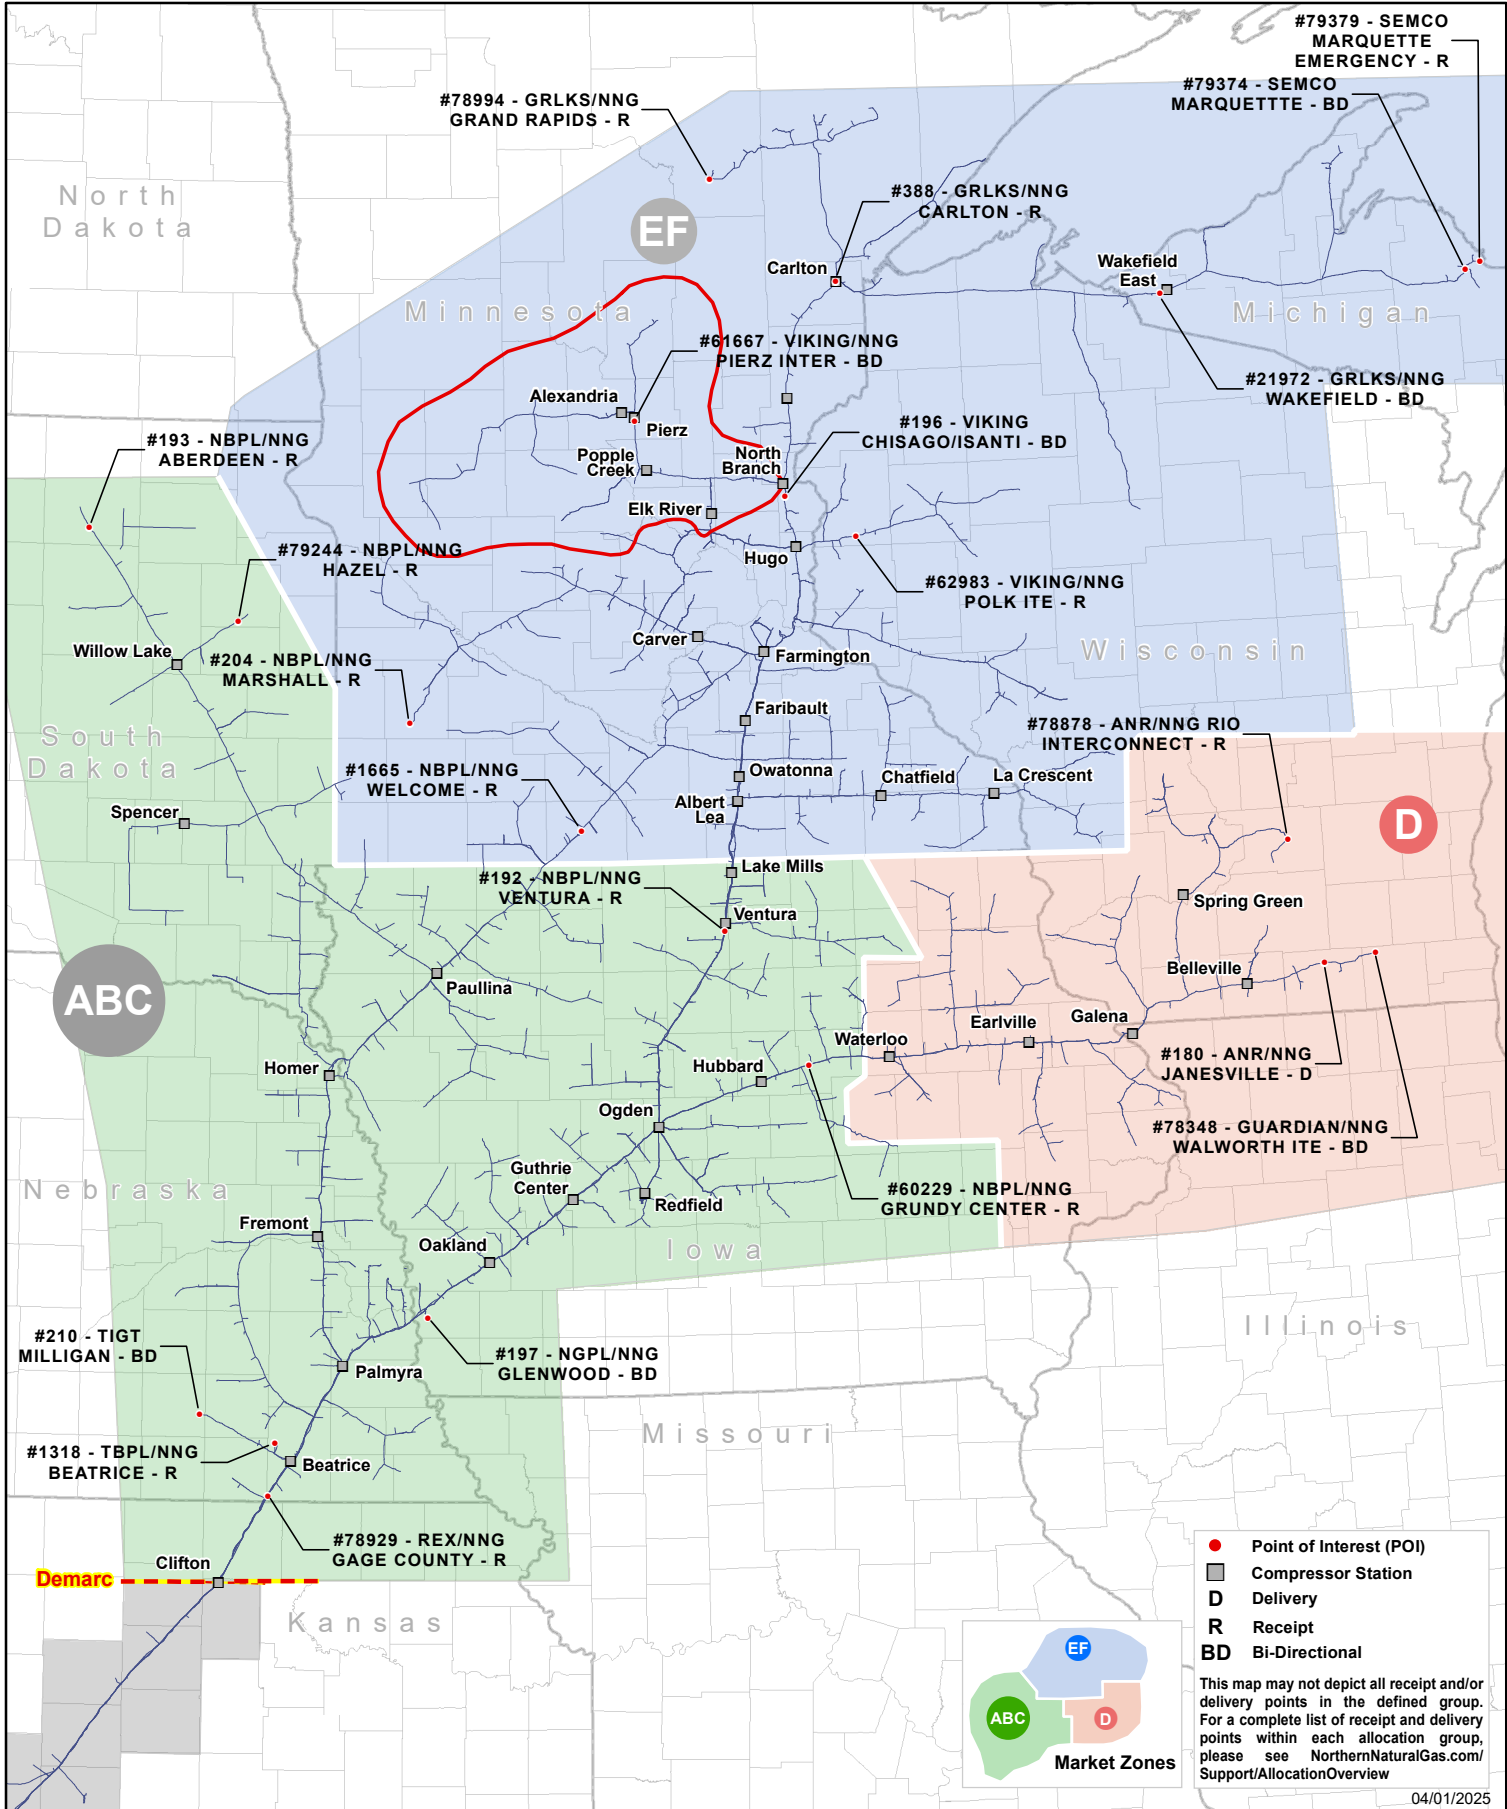 #79379 - SEMCO
MARQUETTE
EMERGENCY - R
#79374 - SEMCO
MARQUETTTE - BD
#78994 - GRLKS/NNG
GRAND RAPIDS - R
North
Dakota
#388 - GRLKS/NNG
CARLTON - R
EF
Carlton
Wakefield
East
Minnesota
Michigan
#61667 - VIKING/NNG
PIERZ INTER - BD
#21972 - GRLKS/NNG
WAKEFIELD - BD
Alexandria
Pierz
#196 - VIKING
CHISAGO/ISANTI - BD
#193 - NBPL/NNG
ABERDEEN - R
Popple
Creek
North
Branch
Elk River
#79244 - NBPL/NNG
HAZEL - R
Hugo
#62983 - VIKING/NNG
POLK ITE - R
Carver
Farmington
Wisconsin
Willow Lake
#204 - NBPL/NNG
MARSHALL - R
Faribault
#78878 - ANR/NNG RIO
INTERCONNECT - R
South
Dakota
#1665 - NBPL/NNG
WELCOME - R
Owatonna
Chatfield
La Crescent
Albert
Lea
Spencer
D
Lake Mills
#192 - NBPL/NNG
VENTURA - R
Ventura
Spring Green
ABC
Paullina
Belleville
Earlville
Galena
Waterloo
Homer
Hubbard
#180 - ANR/NNG
JANESVILLE - D
Ogden
#78348 - GUARDIAN/NNG
WALWORTH ITE - BD
Guthrie
Center
Redfield
#60229 - NBPL/NNG
GRUNDY CENTER - R
Nebraska
Fremont
Oakland
Iowa
Illinois
#210 - TIGT
MILLIGAN - BD
#197 - NGPL/NNG
GLENWOOD - BD
Palmyra
Missouri
#1318 - TBPL/NNG
BEATRICE - R
Beatrice
#78929 - REX/NNG
GAGE COUNTY - R
Clifton
Demarc
Kansas
EF
ABC
D
Market Zones
Point of Interest (POI)
Compressor Station
D Delivery
R Receipt
BD Bi-Directional
This map may not depict all receipt and/or
delivery points in the defined group.
For a complete list of receipt and delivery
points within each allocation group,
please see NorthernNaturalGas.com/
Support/AllocationOverview
04/01/2025